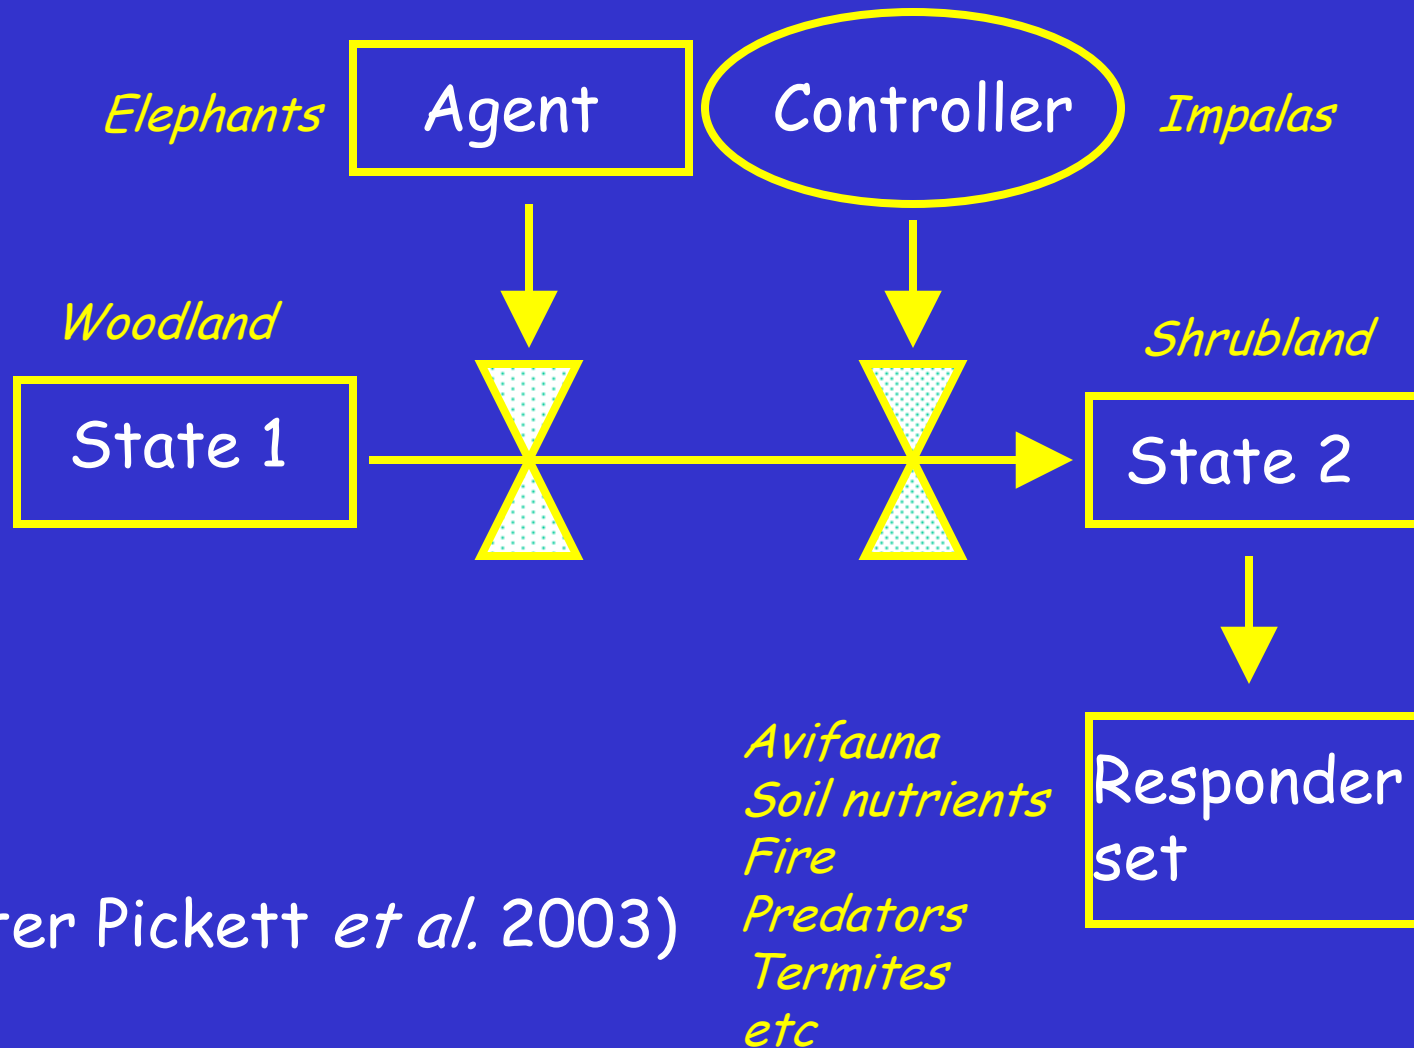 Elephants
Agent
Controller
Impalas
Woodland
Shrubland
State 1
State 2
Avifauna
Soil nutrients
Fire
Predators
Termites
etc
Responder
set
Pickett et al. 2003)